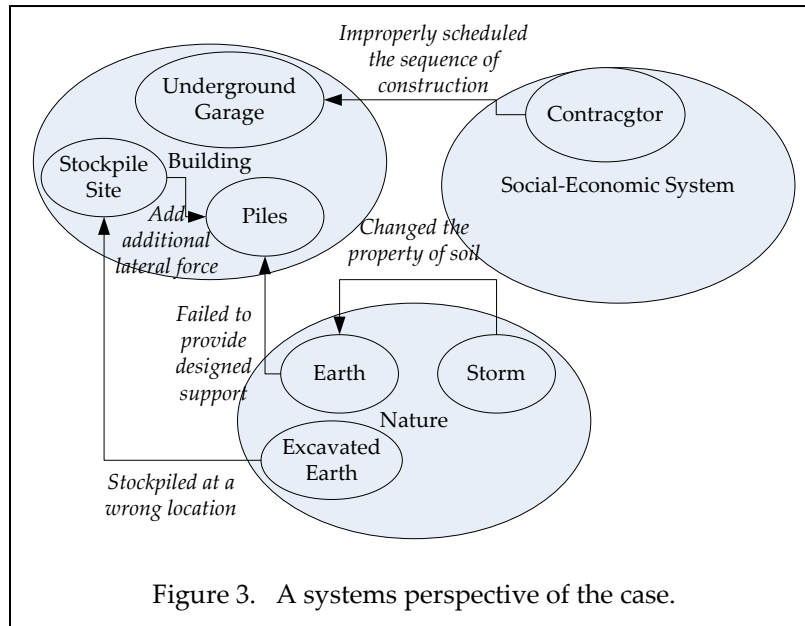 Improperly scheduled
the sequence of
construction
Underground
Garage
Contracgtor
Stockpile
Site
Building
Social-Economic System
Piles
Add
additional
lateral force
Changed the
property of soil
Failed to
provide
designed
support
Earth
Storm
Nature
Excavated
Earth
Stockpiled at a
wrong location
Figure 3. A systems perspective of the case.